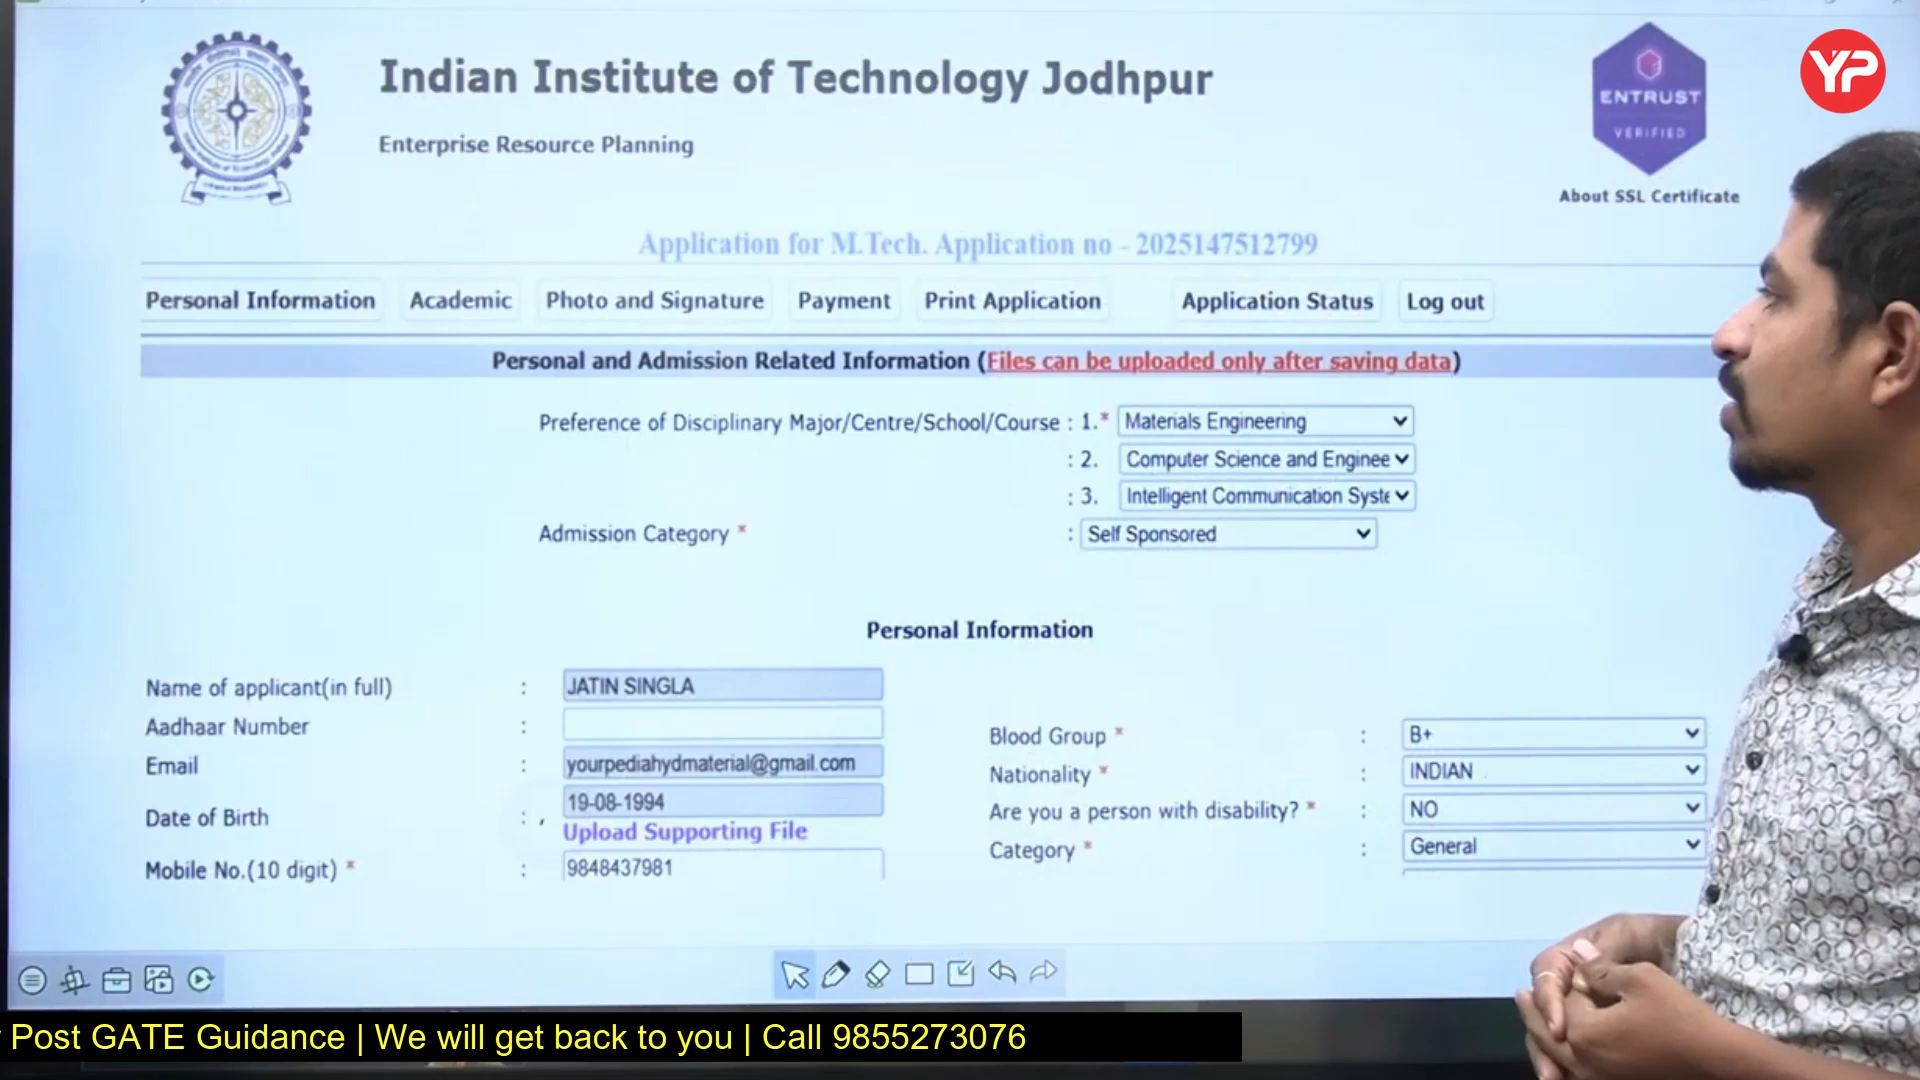 Indian Institute of Technology Jodhpur
Enterprise Resource Planning
ENTRUST
VERIFIED
YP
About SSL Certificate
Application for M.Tech. Application no - 2025147512799
Personal Information Academic Photo and Signature Payment Print Application Application Status Log out
Personal and Admission Related Information (Files can be uploaded only after saving data)
Preference of Disciplinary Major/Centre/School/Course : 1.* Materials Engineering
: 2. Computer Science and Enginee
: 3. Intelligent Communication Syste
Admission Category * : Self Sponsored
Personal Information
Name of applicant(in full) : JATIN SINGLA
Aadhaar Number :
Email : yourpediahydmaterial@gmail.com
Date of Birth : , 19-08-1994
Upload Supporting File
Mobile No.(10 digit) * : 9848437981
Blood Group * : B+
Nationality * : INDIAN
Are you a person with disability? * : NO
Category * : General
Post GATE Guidance | We will get back to you | Call 9855273076